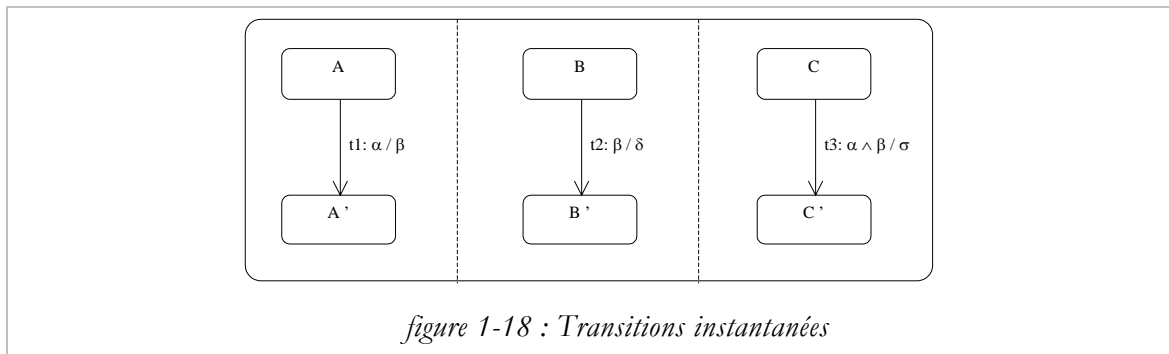 A B C
t1: α / β t2: β / δ t3: α ∧ β / σ
A ’ B ’ C ’
figure 1-18 : Transitions instantanées